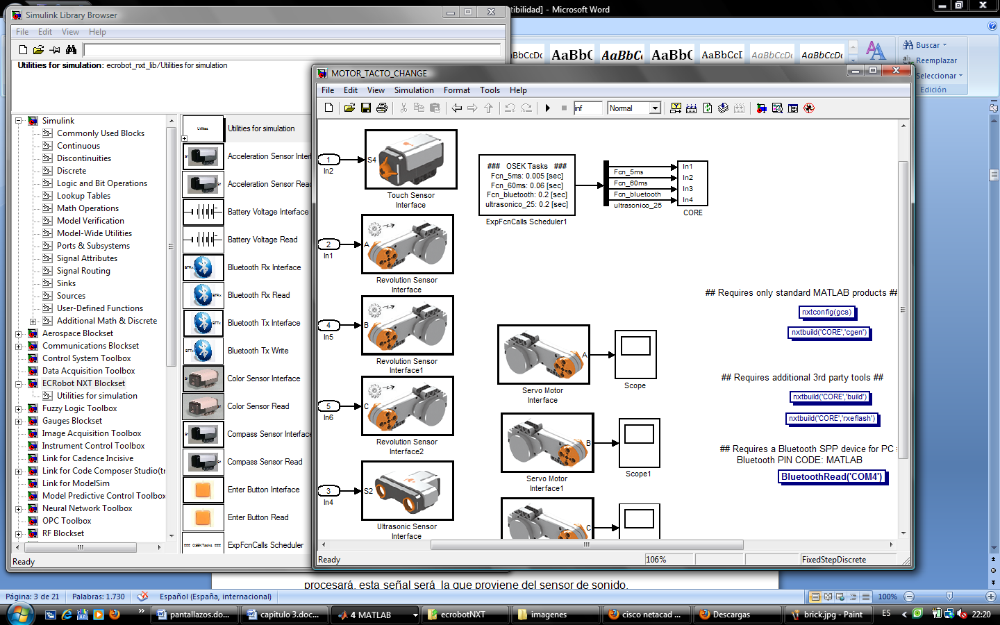 Simulink Library Browser
File Edit View Help
Utilities for simulation: ecrobot_nxt_lib/Utilities for simulation
Simulink
Commonly Used Blocks
Continuous
Discontinuities
Discrete
Logic and Bit Operations
Lookup Tables
Math Operations
Model Verification
Model-Wide Utilities
Ports & Subsystems
Signal Attributes
Signal Routing
Sinks
Sources
User-Defined Functions
Additional Math & Discrete
Aerospace Blockset
Communications Blockset
Control System Toolbox
Data Acquisition Toolbox
ECRobot NXT Blockset
Utilities for simulation
Fuzzy Logic Toolbox
Gauges Blockset
Image Acquisition Toolbox
Instrument Control Toolbox
Link for Cadence Incisive
Link for Code Composer Studio(tr
Link for ModelSim
Model Predictive Control Toolbox
Neural Network Toolbox
OPC Toolbox
RF Blockset
Ready
Utilities
Utilities for simulation
Acceleration Sensor Interf
Acceleration Sensor Read
Battery Voltage Interface
Battery Voltage Read
Bluetooth Rx Interface
Bluetooth Rx Read
Bluetooth Tx Interface
Bluetooth Tx Write
Color Sensor Interface
Color Sensor Read
Compass Sensor Interface
Compass Sensor Read
Enter Button Interface
Enter Button Read
### OSEK Tasks ###
ExpFcnCalls Scheduler
tibilidad] - Microsoft Word
BbCcDc AaBb( AaBbCc AaBb( AaBbCcI AaBbCcDc AaBbCcDc
Buscar
Reemplazar
Seleccionar
Edición
MOTOR_TACTO_CHANGE
File Edit View Simulation Format Tools Help
inf
Normal
1
In2
S4
Touch Sensor
Interface
2
In1
A
Revolution Sensor
Interface
4
In5
B
Revolution Sensor
Interface1
5
In6
C
Revolution Sensor
Interface2
3
In4
S2
Ultrasonic Sensor
Interface
### OSEK Tasks ###
Fcn_5ms: 0.005 [sec]
Fcn_60ms: 0.06 [sec]
Fcn_bluetooth: 0.2 [sec]
ultrasonico_25: 0.2 [sec]
ExpFcnCalls Scheduler1
Fcn_5ms
Fcn_60ms
Fcn_bluetooth
ultrasonico_25
In1
In2
In3
In4
CORE
A
Servo Motor
Interface
Scope
B
Servo Motor
Interface1
Scope1
C
## Requires only standard MATLAB products ##
nxtconfig(gcs)
nxtbuild('CORE','cgen')
## Requires additional 3rd party tools ##
nxtbuild('CORE','build')
nxtbuild('CORE','rxeflash')
## Requires a Bluetooth SPP device for PC
Bluetooth PIN CODE: MATLAB
BluetoothRead('COM4')
Ready
106%
FixedStepDiscrete
procesará, esta señal será la que proviene del sensor de sonido.
Página: 3 de 21 Palabras: 1.730 Español (España, internacional) 100%
pantallazos.do... capitulo 3.doc... 4 MATLAB ecrobotNXT imagenes cisco netacad ... Descargas brick.jpg - Paint ES 22:20